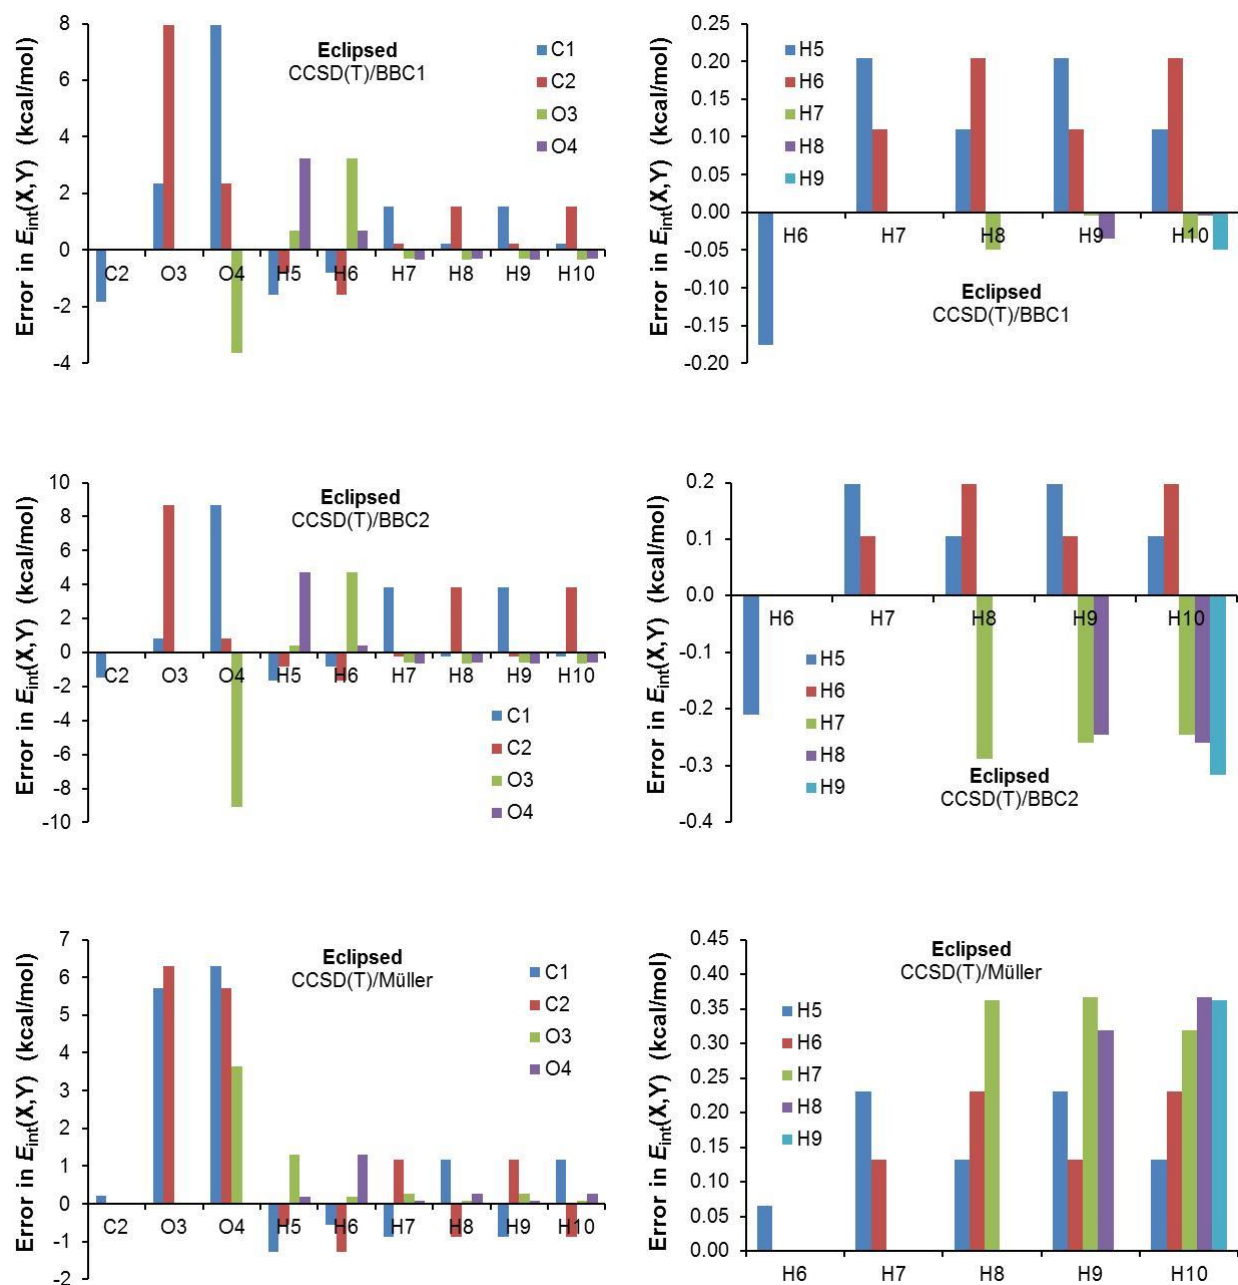 Error in Eint(X,Y) (kcal/mol)
8
6
4
2
0
-2
-4
Eclipsed
CCSD(T)/BBC1
C1
C2
O3
O4
C2 O3 O4 H5 H6 H7 H8 H9 H10
Error in Eint(X,Y) (kcal/mol)
0.25
0.20
0.15
0.10
0.05
0.00
-0.05
-0.10
-0.15
-0.20
H5
H6
H7
H8
H9
H6 H7 H8 H9 H10
Eclipsed
CCSD(T)/BBC1
Error in Eint(X,Y) (kcal/mol)
10
8
6
4
2
0
-2
-4
-6
-8
-10
Eclipsed
CCSD(T)/BBC2
C2 O3 O4 H5 H6 H7 H8 H9 H10
C1
C2
O3
O4
Error in Eint(X,Y) (kcal/mol)
0.2
0.1
0.0
-0.1
-0.2
-0.3
-0.4
H6 H7 H8 H9 H10
H5
H6
H7
H8
H9
Eclipsed
CCSD(T)/BBC2
Error in Eint(X,Y) (kcal/mol)
7
6
5
4
3
2
1
0
-1
-2
Eclipsed
CCSD(T)/Müller
C1
C2
O3
O4
C2 O3 O4 H5 H6 H7 H8 H9 H10
Error in Eint(X,Y) (kcal/mol)
0.45
0.40
0.35
0.30
0.25
0.20
0.15
0.10
0.05
0.00
Eclipsed
CCSD(T)/Müller
H5
H6
H7
H8
H9
H6 H7 H8 H9 H10